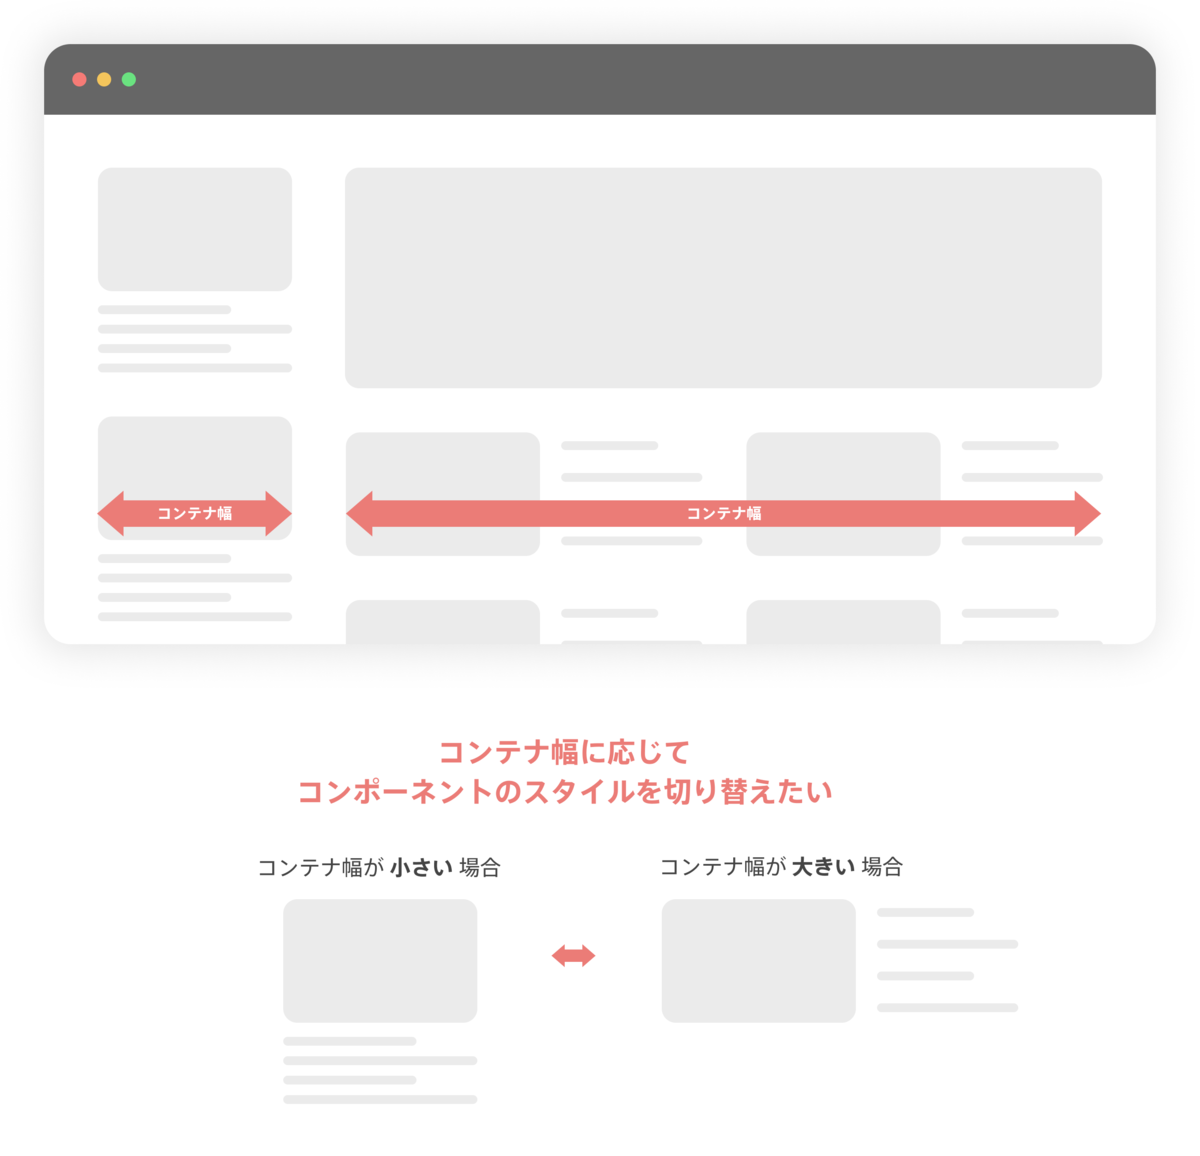 コンテナ幅
コンテナ幅
コンテナ幅に応じて
コンポーネントのスタイルを切り替えたい
コンテナ幅が 小さい 場合
コンテナ幅が 大きい 場合